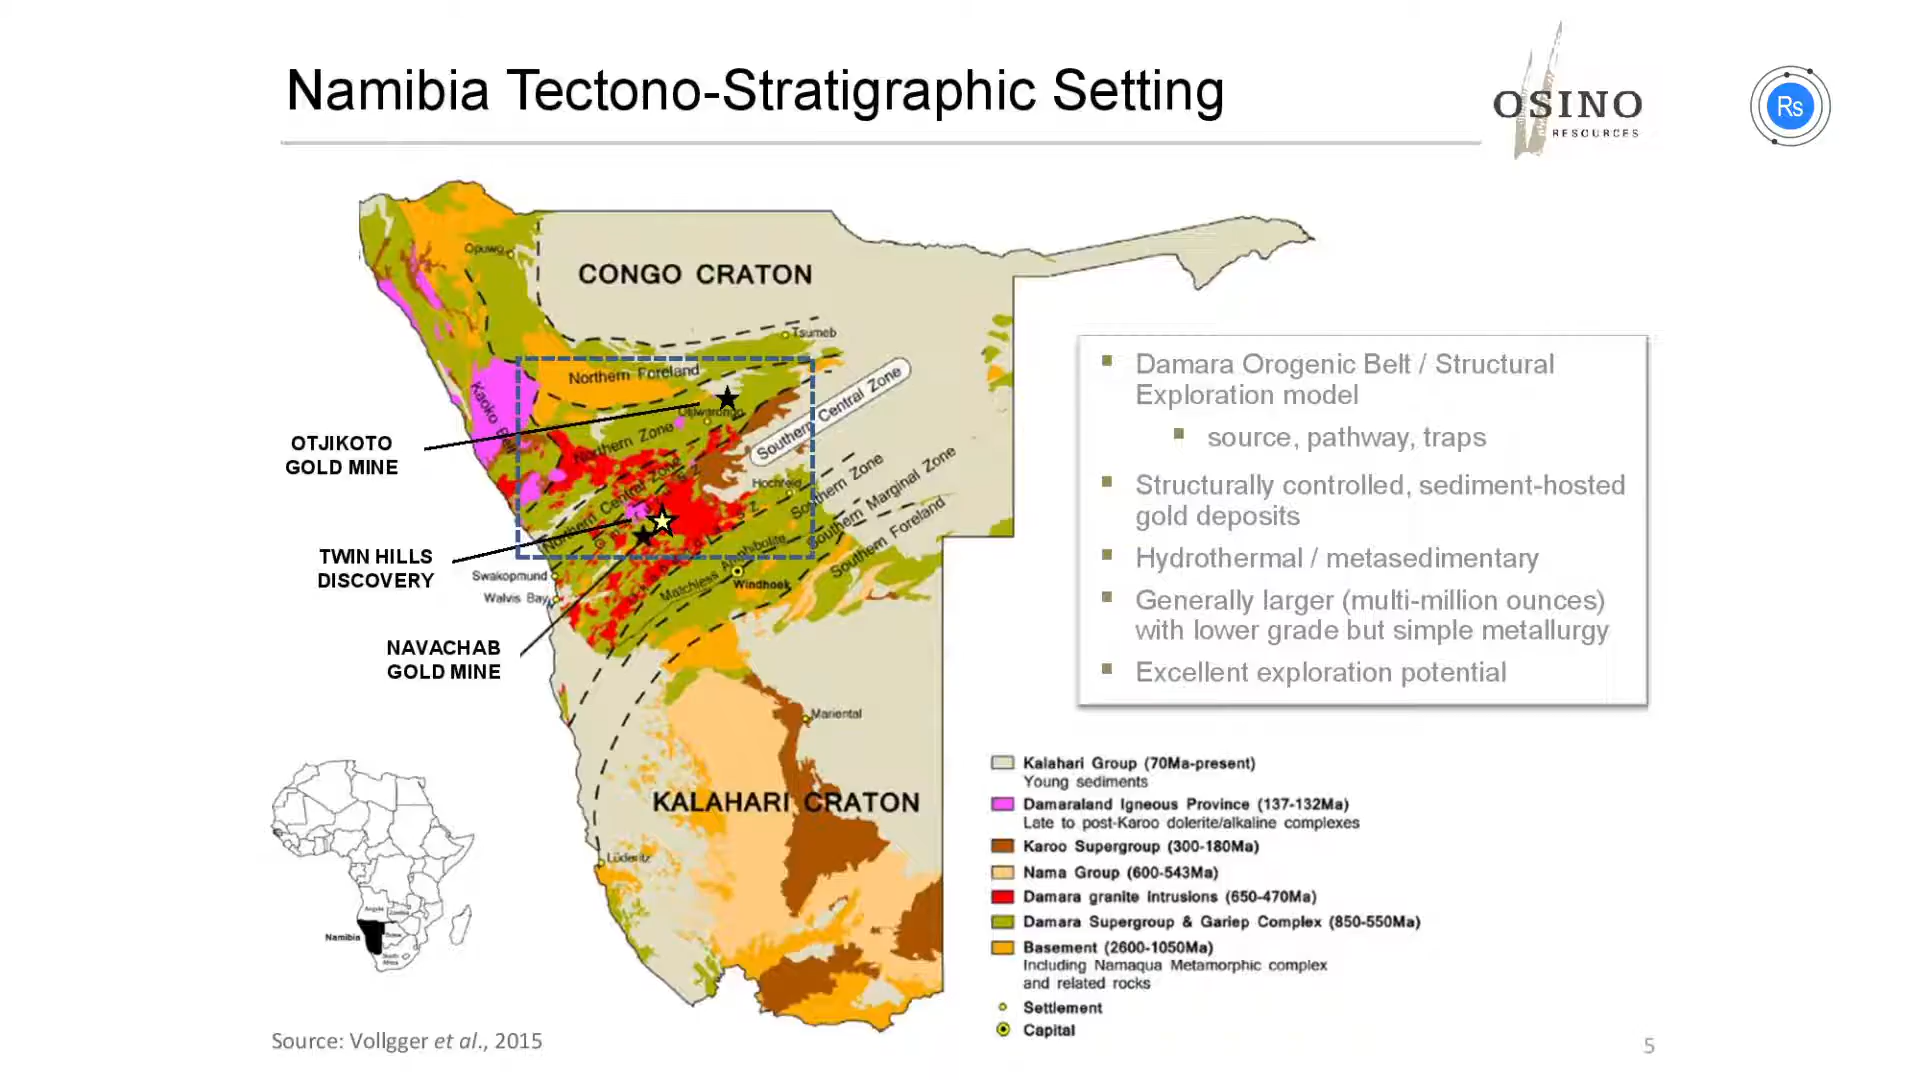 Namibia Tectono-Stratigraphic Setting
OSINO
RESOURCES
Rs
Opuwo
CONGO CRATON
Tsumeb
Northern Foreland
Kaoko Belt
Otjiwarongo
Southern Central Zone
Northern Zone
OTJIKOTO
GOLD MINE
Northern Central Zone
Hochfeld
Southern Zone
Southern Marginal Zone
Southern Foreland
TWIN HILLS
DISCOVERY
Matchless Amphibolite
Swakopmund
Windhoek
Walvis Bay
NAVACHAB
GOLD MINE
Mariental
KALAHARI CRATON
Lüderitz
Damara Orogenic Belt / Structural
Exploration model
source, pathway, traps
Structurally controlled, sediment-hosted
gold deposits
Hydrothermal / metasedimentary
Generally larger (multi-million ounces)
with lower grade but simple metallurgy
Excellent exploration potential
Kalahari Group (70Ma-present)
Young sediments
Damaraland Igneous Province (137-132Ma)
Late to post-Karoo dolerite/alkaline complexes
Karoo Supergroup (300-180Ma)
Nama Group (600-543Ma)
Damara granite Intrusions (650-470Ma)
Damara Supergroup & Gariep Complex (850-550Ma)
Basement (2600-1050Ma)
Including Namaqua Metamorphic complex
and related rocks
Settlement
Capital
Angola
Namibia
South
Africa
Source: Vollgger et al., 2015
5